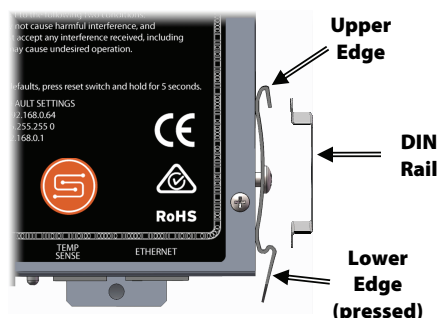 not cause harmful interference, and
accept any interference received, including
may cause undesired operation.
defaults, press reset switch and hold for 5 seconds.
AULT SETTINGS
2.168.0.64
.255.255 0
.168.0.1
CE
RoHS
TEMP
SENSE
ETHERNET
Upper
Edge
DIN
Rail
Lower
Edge
(pressed)